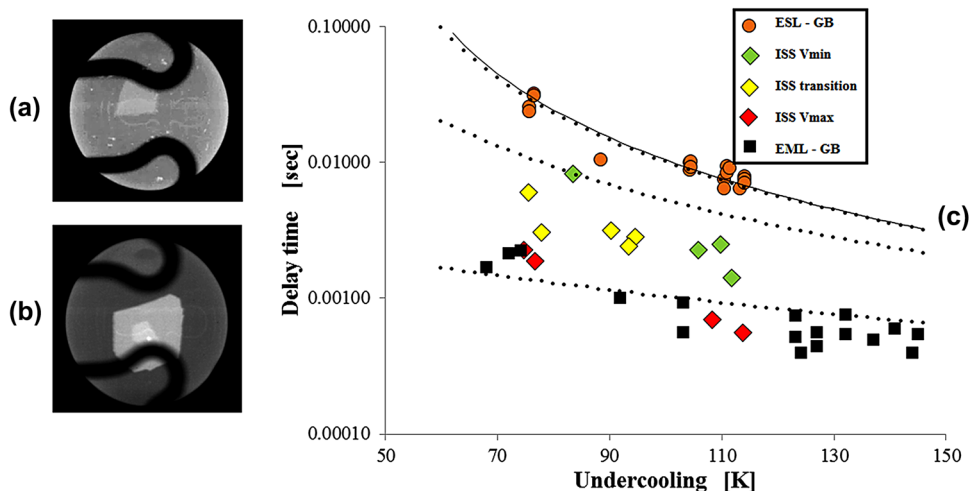 (a)
(b)
(c)
0.10000
0.01000
0.00100
0.00010
Delay time [sec]
50
70
90
110
130
150
Undercooling [K]
ESL - GB
ISS Vmin
ISS transition
ISS Vmax
EML - GB